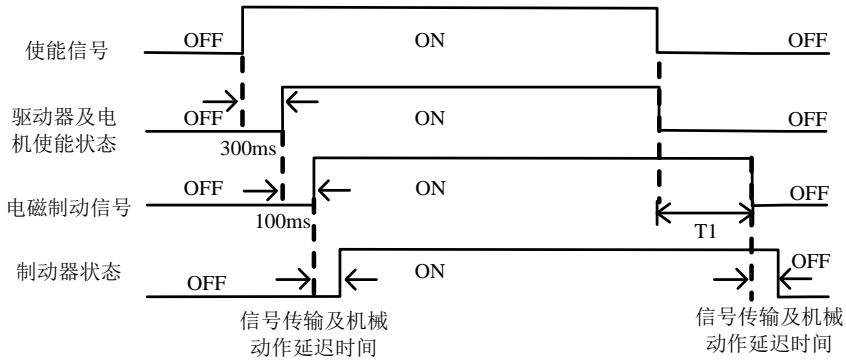 使能信号
OFF
ON
OFF
驱动器及电
机使能状态
OFF
ON
OFF
300ms
电磁制动信号
OFF
ON
OFF
100ms
T1
制动器状态
OFF
ON
OFF
信号传输及机械
动作延迟时间
信号传输及机械
动作延迟时间